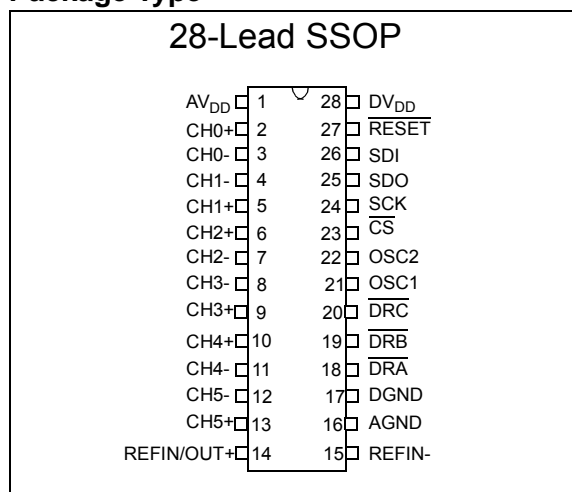 28-Lead SSOP
AVDD 1 28 DVDD
CH0+ 2 27 RESET
CH0- 3 26 SDI
CH1- 4 25 SDO
CH1+ 5 24 SCK
CH2+ 6 23 CS
CH2- 7 22 OSC2
CH3- 8 21 OSC1
CH3+ 9 20 DRC
CH4+ 10 19 DRB
CH4- 11 18 DRA
CH5- 12 17 DGND
CH5+ 13 16 AGND
REFIN/OUT+ 14 15 REFIN-